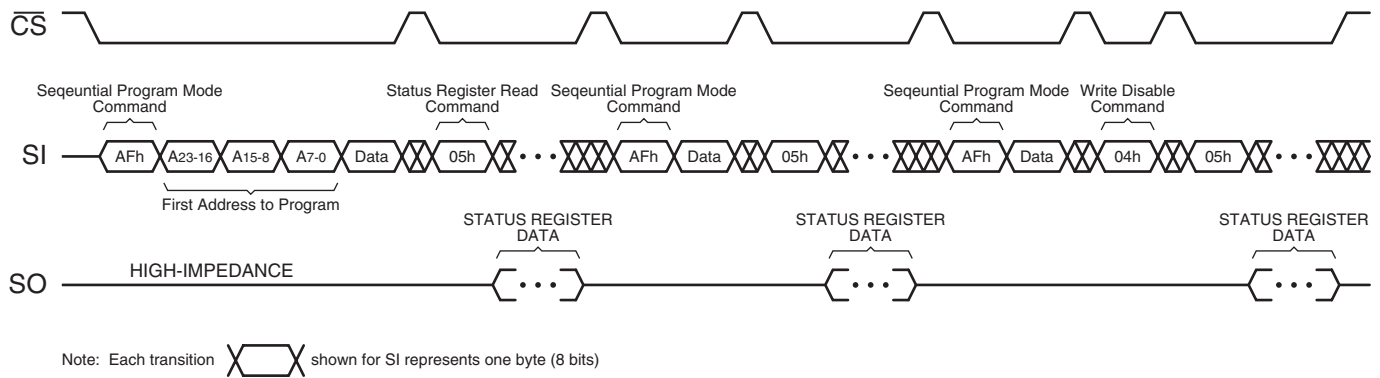 CS
Seqeuntial Program Mode
Command
Status Register Read
Command
Seqeuntial Program Mode
Command
Seqeuntial Program Mode
Command
Write Disable
Command
SI
AFh
A23-16
A15-8
A7-0
Data
05h
AFh
Data
05h
AFh
Data
04h
05h
First Address to Program
STATUS REGISTER
DATA
STATUS REGISTER
DATA
STATUS REGISTER
DATA
SO
HIGH-IMPEDANCE
Note: Each transition shown for SI represents one byte (8 bits)